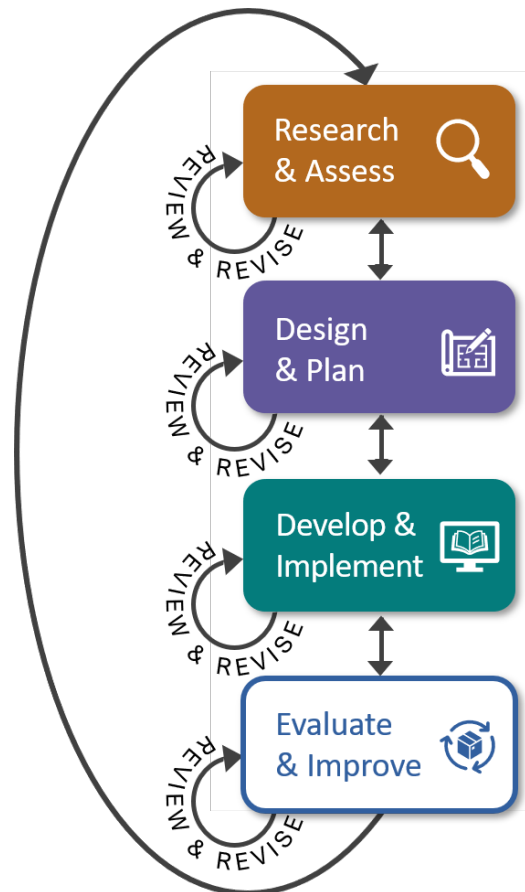 Research
& Assess
REVIEW & REVISE
Design
& Plan
REVIEW & REVISE
Develop &
Implement
REVIEW & REVISE
Evaluate
& Improve
REVIEW & REVISE